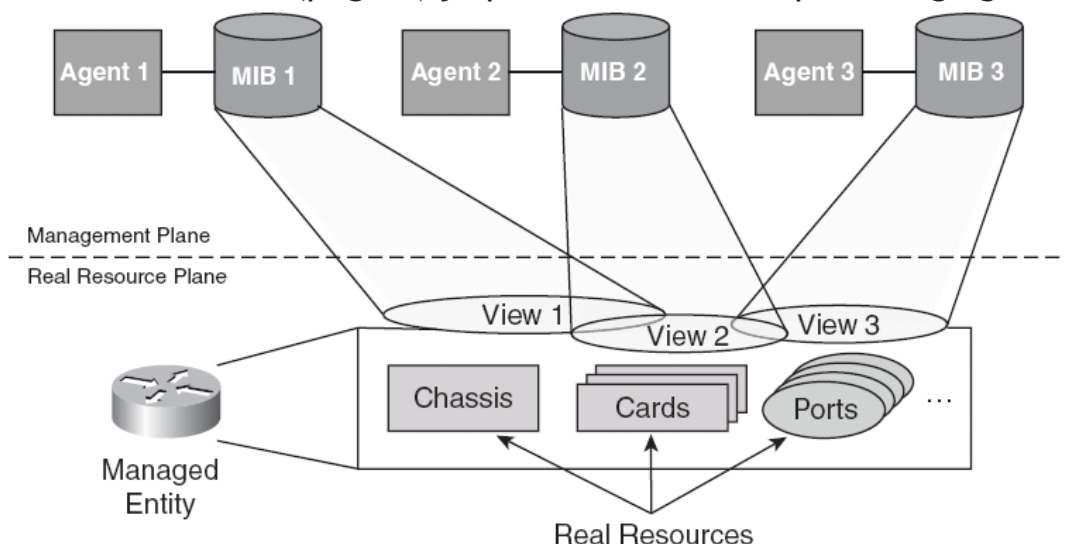 Agent 1
MIB 1
Agent 2
MIB 2
Agent 3
MIB 3
Management Plane
Real Resource Plane
View 1
View 2
View 3
Chassis
Cards
Ports
...
Managed
Entity
Real Resources